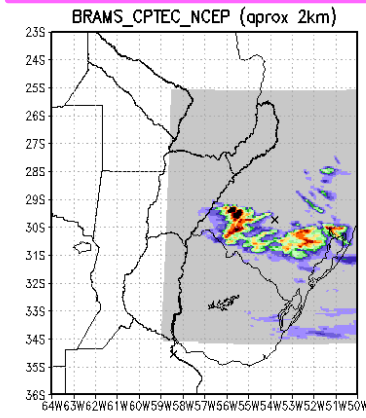 BRAMS_CPTEC_NCEP (aprox 2km)
23S
24S
25S
26S
27S
28S
29S
30S
31S
32S
33S
34S
35S
36S
64W63W62W61W60W59W58W57W56W55W54W53W52W51W50W